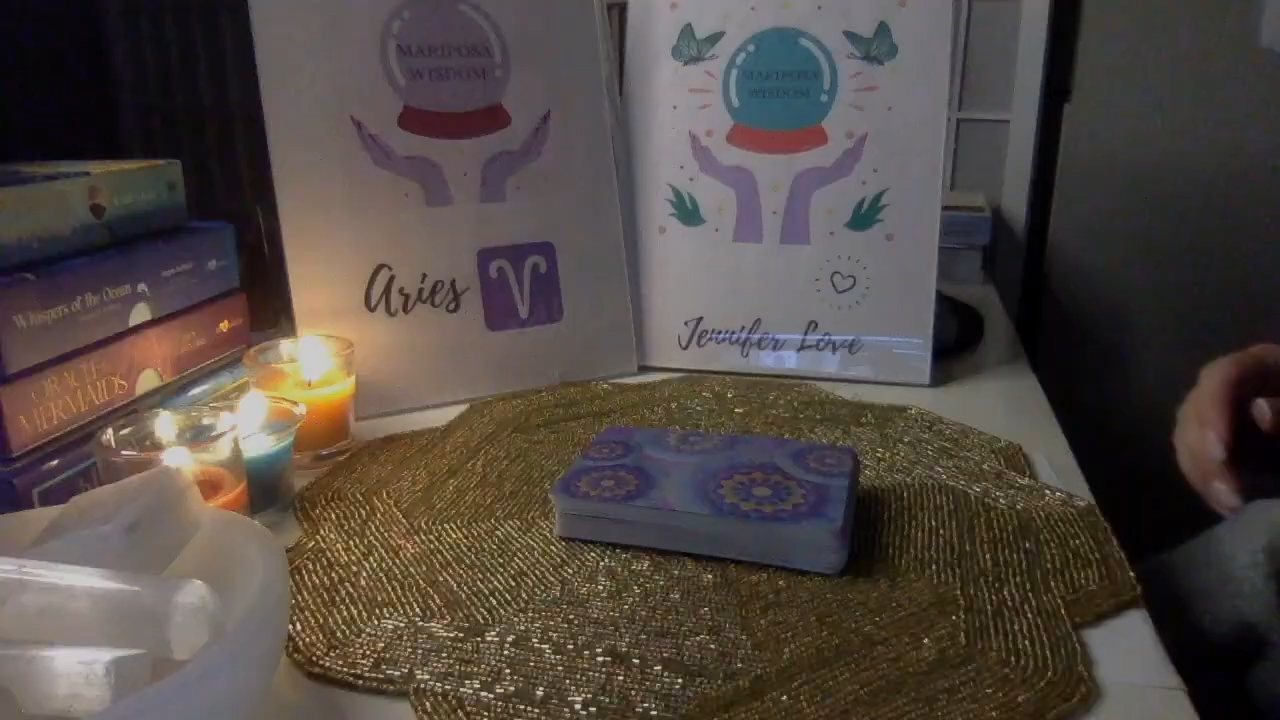 MARIPOSA
WISDOM
Aries
MARIPOSA
WISDOM
Jennifer Love
Whispers of the Ocean
ORACLE
MERMAIDS